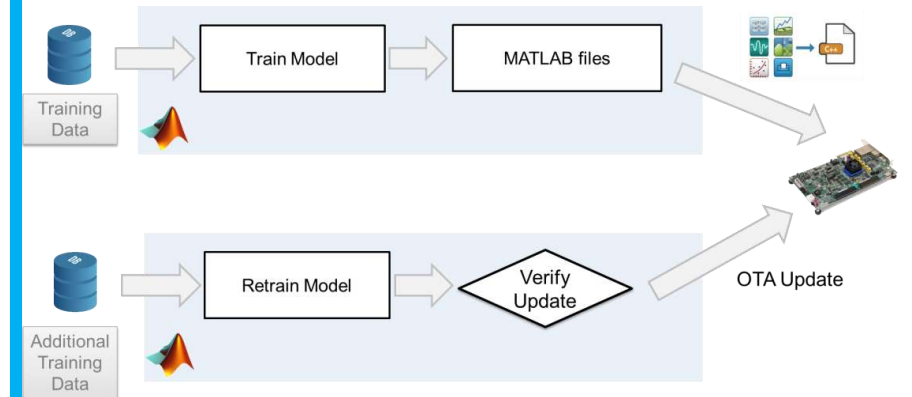 Train Model
MATLAB files
C++
Training
Data
Retrain Model
Verify
Update
OTA Update
Additional
Training
Data